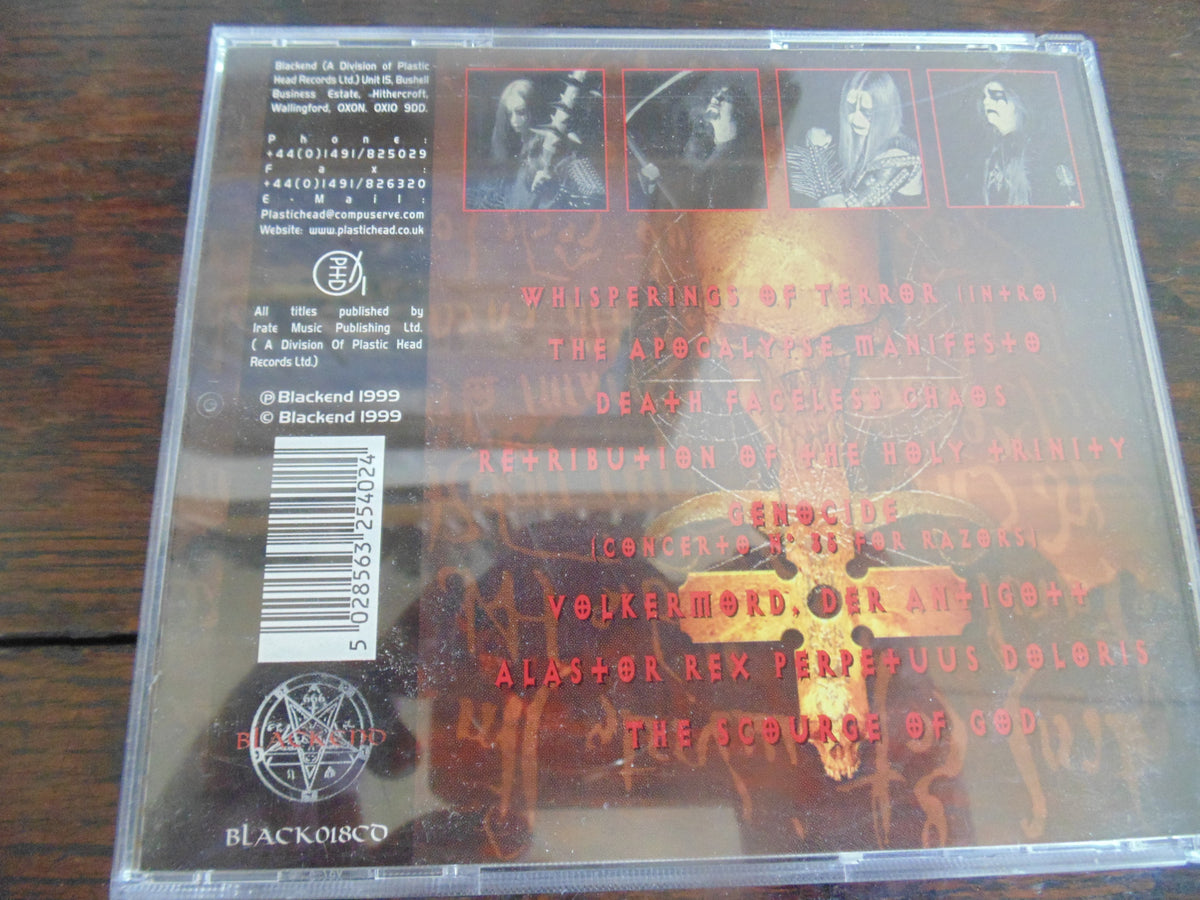 Blackend (A Division of Plastic
Head Records Ltd.) Unit 15, Bushell
Business Estate, Hithercroft,
Wallingford, OXON. OX10 9DD.
Phone:
+44(0)1491/825029
Fax:
+44(0)1491/826320
E-Mail:
Plastichead@compuserve.com
Website: www.plastichead.co.uk
PHD
All titles published by
Irate Music Publishing Ltd.
( A Division Of Plastic Head
Records Ltd.)
℗ Blackend 1999
© Blackend 1999
5 028563 254024
666
BLACKEND
BLACK018CD
WHISPERINGS OF TERROR (INTRO)
THE APOCALYPSE MANIFESTO
DEATH FACELESS CHAOS
RETRIBUTION OF THE HOLY TRINITY
GENOCIDE
(CONCERTO N° 35 FOR RAZORS)
VOLKERMORD, DER ANTIGOTT
ALASTOR REX PERPETUUS DOLORIS
THE SCOURGE OF GOD